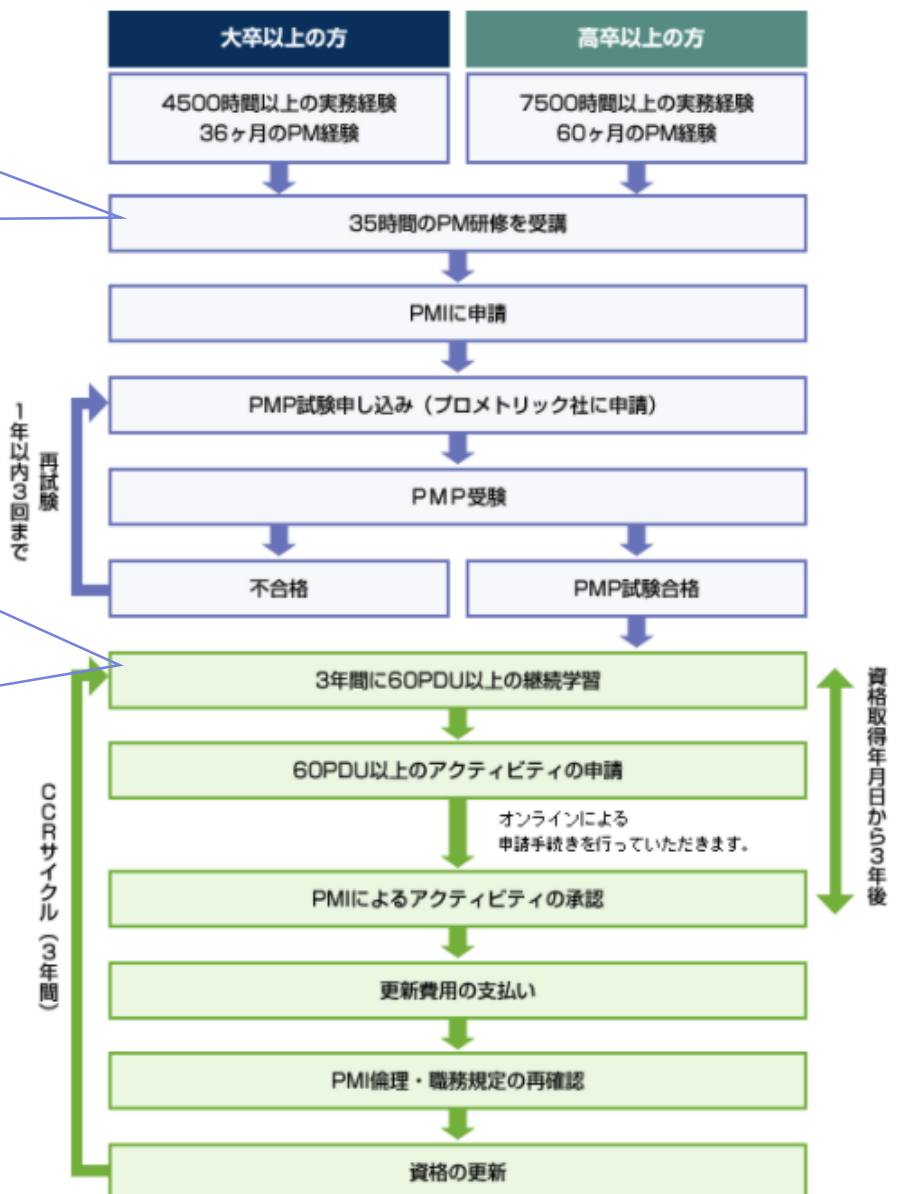 大卒以上の方
高卒以上の方
4500時間以上の実務経験
36ヶ月のPM経験
7500時間以上の実務経験
60ヶ月のPM経験
35時間のPM研修を受講
PMIに申請
PMP試験申し込み（プロメトリック社に申請）
PMP受験
再試験
1年以内3回まで
不合格
PMP試験合格
3年間に60PDU以上の継続学習
60PDU以上のアクティビティの申請
オンラインによる
申請手続きを行っていただきます。
PMIによるアクティビティの承認
資格取得年月日から3年後
更新費用の支払い
PMI倫理・職務規定の再確認
資格の更新
CCRサイクル（3年間）